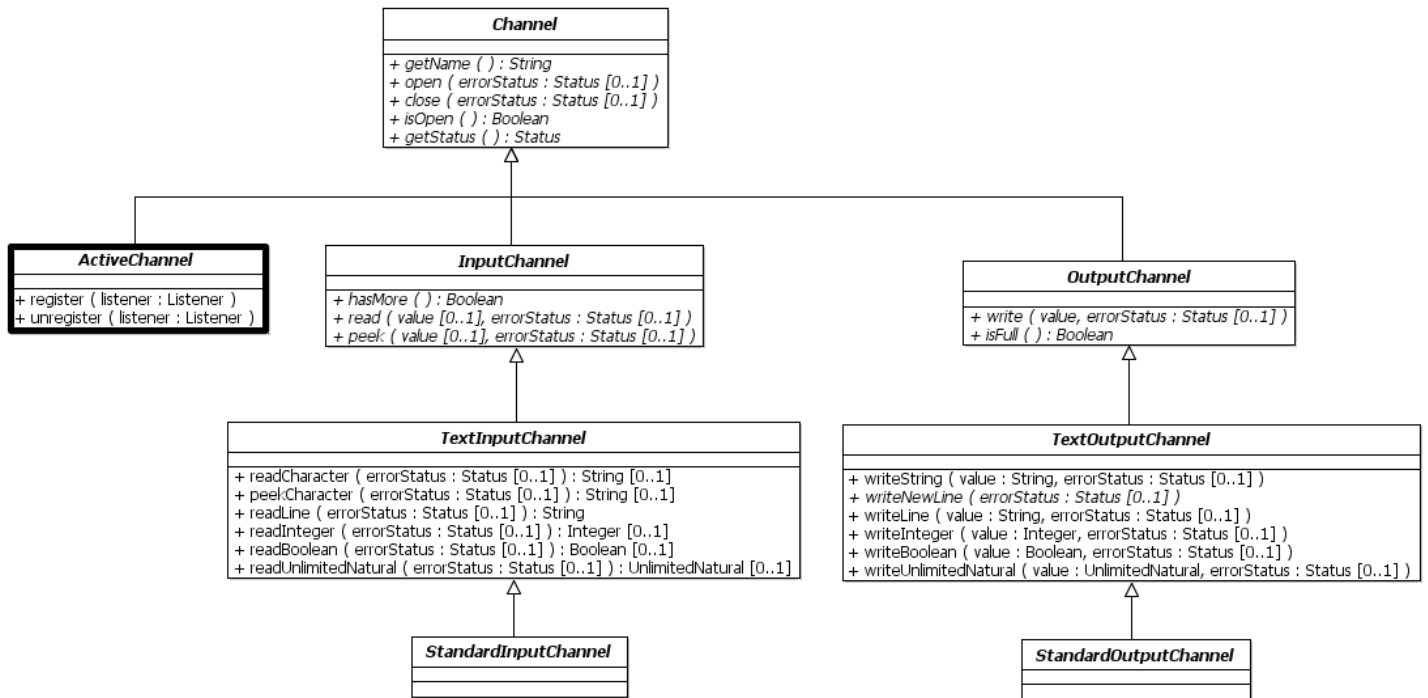 Channel
+ getName ( ) : String
+ open ( errorStatus : Status [0..1] )
+ close ( errorStatus : Status [0..1] )
+ isOpen ( ) : Boolean
+ getStatus ( ) : Status
ActiveChannel
+ register ( listener : Listener )
+ unregister ( listener : Listener )
InputChannel
+ hasMore ( ) : Boolean
+ read ( value [0..1], errorStatus : Status [0..1] )
+ peek ( value [0..1], errorStatus : Status [0..1] )
OutputChannel
+ write ( value, errorStatus : Status [0..1] )
+ isFull ( ) : Boolean
TextInputChannel
+ readCharacter ( errorStatus : Status [0..1] ) : String [0..1]
+ peekCharacter ( errorStatus : Status [0..1] ) : String [0..1]
+ readLine ( errorStatus : Status [0..1] ) : String
+ readInteger ( errorStatus : Status [0..1] ) : Integer [0..1]
+ readBoolean ( errorStatus : Status [0..1] ) : Boolean [0..1]
+ readUnlimitedNatural ( errorStatus : Status [0..1] ) : UnlimitedNatural [0..1]
TextOutputChannel
+ writeString ( value : String, errorStatus : Status [0..1] )
+ writeNewLine ( errorStatus : Status [0..1] )
+ writeLine ( value : String, errorStatus : Status [0..1] )
+ writeInteger ( value : Integer, errorStatus : Status [0..1] )
+ writeBoolean ( value : Boolean, errorStatus : Status [0..1] )
+ writeUnlimitedNatural ( value : UnlimitedNatural, errorStatus : Status [0..1] )
StandardInputChannel
StandardOutputChannel